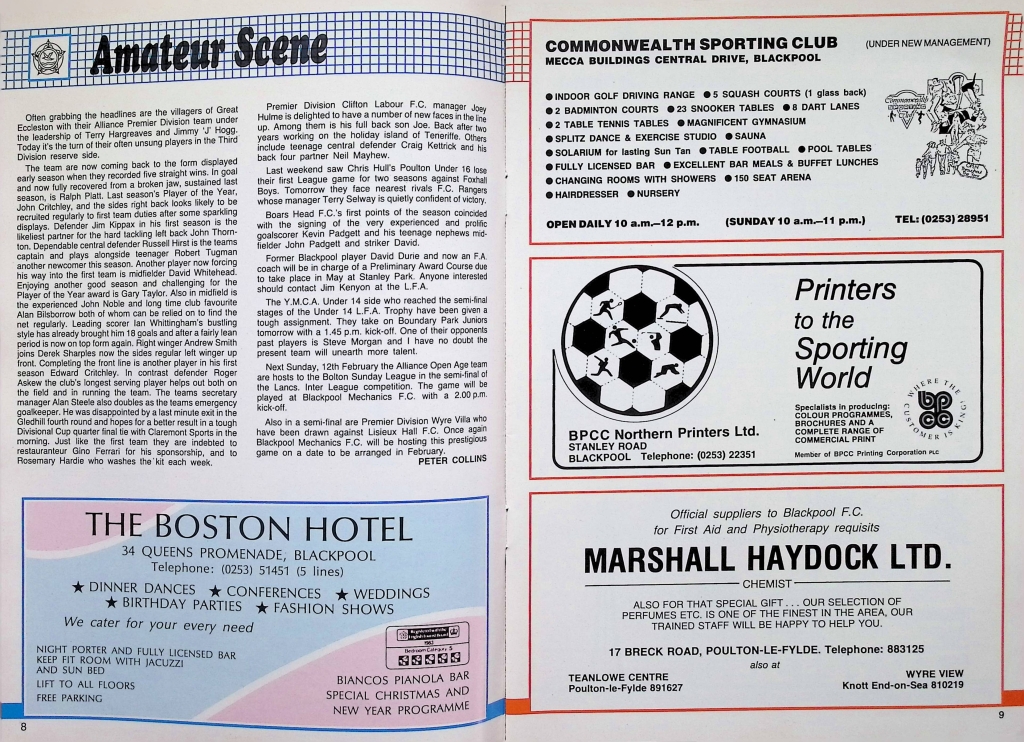 Amateur Scene
Often grabbing the headlines are the villagers of Great
Eccleston with their Alliance Premier Division team under
the leadership of Terry Hargreaves and Jimmy 'J' Hogg.
Today it's the turn of their often unsung players in the Third
Division reserve side.
The team are now coming back to the form displayed
early season when they recorded five straight wins. In goal
and now fully recovered from a broken jaw, sustained last
season, is Ralph Platt. Last season's Player of the Year,
John Critchley, and the sides right back looks likely to be
recruited regularly to first team duties after some sparkling
displays. Defender Jim Kippax in his first season is the
likeliest partner for the hard tackling left back John Thorn-
ton. Dependable central defender Russell Hirst is the teams
captain and plays alongside teenager Robert Tugman
another newcomer this season. Another player now forcing
his way into the first team is midfielder David Whitehead.
Enjoying another good season and challenging for the
Player of the Year award is Gary Taylor. Also in midfield is
the experienced John Noble and long time club favourite
Alan Bilsborrow both of whom can be relied on to find the
net regularly. Leading scorer Ian Whittingham's bustling
style has already brought him 18 goals and after a fairly lean
period is now on top form again. Right winger Andrew Smith
joins Derek Sharples now the sides regular left winger up
front. Completing the front line is another player in his first
season Edward Critchley. In contrast defender Roger
Askew the club's longest serving player helps out both on
the field and in running the team. The teams secretary
manager Alan Steele also doubles as the teams emergency
goalkeeper. He was disappointed by a last minute exit in the
Gledhill fourth round and hopes for a better result in a tough
Divisional Cup quarter final tie with Claremont Sports in the
morning. Just like the first team they are indebted to
restauranteur Gino Ferrari for his sponsorship, and to
Rosemary Hardie who washes the kit each week.
Premier Division Clifton Labour F.C. manager Joey
Hulme is delighted to have a number of new faces in the line
up. Among them is his full back son Joe. Back after two
years working on the holiday island of Teneriffe. Others
include teenage central defender Craig Kettrick and his
back four partner Neil Mayhew.
Last weekend saw Chris Hull's Poulton Under 16 lose
their first League game for two seasons against Foxhall
Boys. Tomorrow they face nearest rivals F.C. Rangers
whose manager Terry Selway is quietly confident of victory.
Boars Head F.C.'s first points of the season coincided
with the signing of the very experienced and prolific
goalscorer Kevin Padgett and his teenage nephews mid-
fielder John Padgett and striker David.
Former Blackpool player David Durie and now an F.A.
coach will be in charge of a Preliminary Award Course due
to take place in May at Stanley Park. Anyone interested
should contact Jim Kenyon at the L.F.A.
The Y.M.C.A. Under 14 side who reached the semi-final
stages of the Under 14 L.F.A. Trophy have been given a
tough assignment. They take on Boundary Park Juniors
tomorrow with a 1.45 p.m. kick-off. One of their opponents
past players is Steve Morgan and I have no doubt the
present team will unearth more talent.
Next Sunday, 12th February the Alliance Open Age team
are hosts to the Bolton Sunday League in the semi-final of
the Lancs. Inter League competition. The game will be
played at Blackpool Mechanics F.C. with a 2.00 p.m.
kick-off.
Also in a semi-final are Premier Division Wyre Villa who
have been drawn against Lisieux Hall F.C. Once again
Blackpool Mechanics F.C. will be hosting this prestigious
game on a date to be arranged in February.
PETER COLLINS
THE BOSTON HOTEL
34 QUEENS PROMENADE, BLACKPOOL
Telephone: (0253) 51451 (5 lines)
★ DINNER DANCES ★ CONFERENCES ★ WEDDINGS
★ BIRTHDAY PARTIES ★ FASHION SHOWS
We cater for your every need
NIGHT PORTER AND FULLY LICENSED BAR
KEEP FIT ROOM WITH JACUZZI
AND SUN BED
LIFT TO ALL FLOORS
FREE PARKING
BIANCOS PIANOLA BAR
SPECIAL CHRISTMAS AND
NEW YEAR PROGRAMME
8
COMMONWEALTH SPORTING CLUB (UNDER NEW MANAGEMENT)
MECCA BUILDINGS CENTRAL DRIVE, BLACKPOOL
● INDOOR GOLF DRIVING RANGE ● 5 SQUASH COURTS (1 glass back)
● 2 BADMINTON COURTS ● 23 SNOOKER TABLES ● 8 DART LANES
● 2 TABLE TENNIS TABLES ● MAGNIFICENT GYMNASIUM
● SPLITZ DANCE & EXERCISE STUDIO ● SAUNA
● SOLARIUM for lasting Sun Tan ● TABLE FOOTBALL ● POOL TABLES
● FULLY LICENSED BAR ● EXCELLENT BAR MEALS & BUFFET LUNCHES
● CHANGING ROOMS WITH SHOWERS ● 150 SEAT ARENA
● HAIRDRESSER ● NURSERY
OPEN DAILY 10 a.m.—12 p.m. (SUNDAY 10 a.m.—11 p.m.) TEL: (0253) 28951
Printers
to the
Sporting
World
Specialists in producing:
COLOUR PROGRAMMES,
BROCHURES AND A
COMPLETE RANGE OF
COMMERCIAL PRINT
Member of BPCC Printing Corporation PLC
WHERE THE CUSTOMER IS KING
bpcc
BPCC Northern Printers Ltd.
STANLEY ROAD
BLACKPOOL Telephone: (0253) 22351
Official suppliers to Blackpool F.C.
for First Aid and Physiotherapy requisits
MARSHALL HAYDOCK LTD.
CHEMIST
ALSO FOR THAT SPECIAL GIFT . . . OUR SELECTION OF
PERFUMES ETC. IS ONE OF THE FINEST IN THE AREA, OUR
TRAINED STAFF WILL BE HAPPY TO HELP YOU.
17 BRECK ROAD, POULTON-LE-FYLDE. Telephone: 883125
also at
TEANLOWE CENTRE
Poulton-le-Fylde 891627
WYRE VIEW
Knott End-on-Sea 810219
9